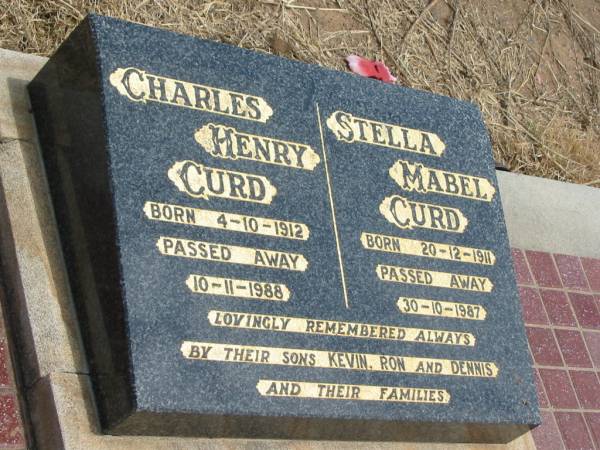 CHARLES
HENRY
CURD
BORN 4-10-1912
PASSED AWAY
10-11-1988
STELLA
MABEL
CURD
BORN 20-12-1911
PASSED AWAY
30-10-1987
LOVINGLY REMEMBERED ALWAYS
BY THEIR SONS KEVIN, RON AND DENNIS
AND THEIR FAMILIES